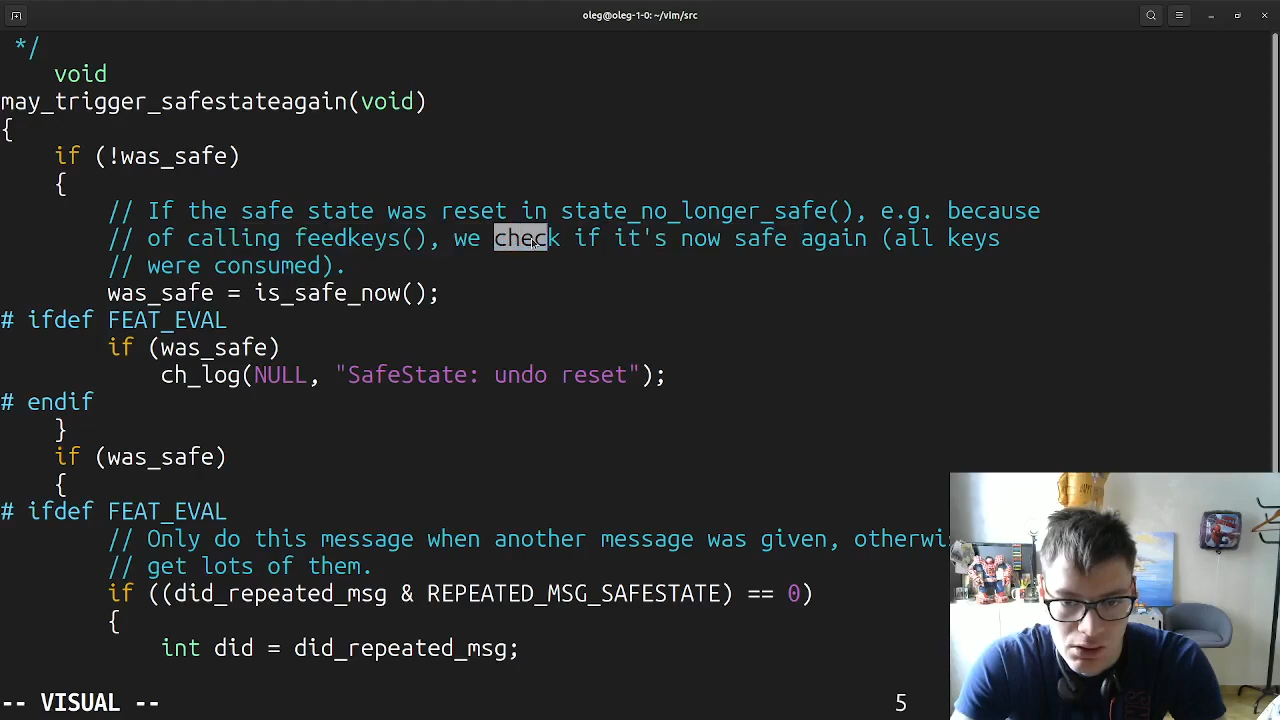 oleg@oleg-1-0: ~/vim/src
*/
void
may_trigger_safestateagain(void)
{
if (!was_safe)
{
// If the safe state was reset in state_no_longer_safe(), e.g. because
// of calling feedkeys(), we check if it's now safe again (all keys
// were consumed).
was_safe = is_safe_now();
# ifdef FEAT_EVAL
if (was_safe)
ch_log(NULL, "SafeState: undo reset");
# endif
}
if (was_safe)
{
# ifdef FEAT_EVAL
// Only do this message when another message was given, otherwis
// get lots of them.
if ((did_repeated_msg & REPEATED_MSG_SAFESTATE) == 0)
{
int did = did_repeated_msg;
-- VISUAL -- 5